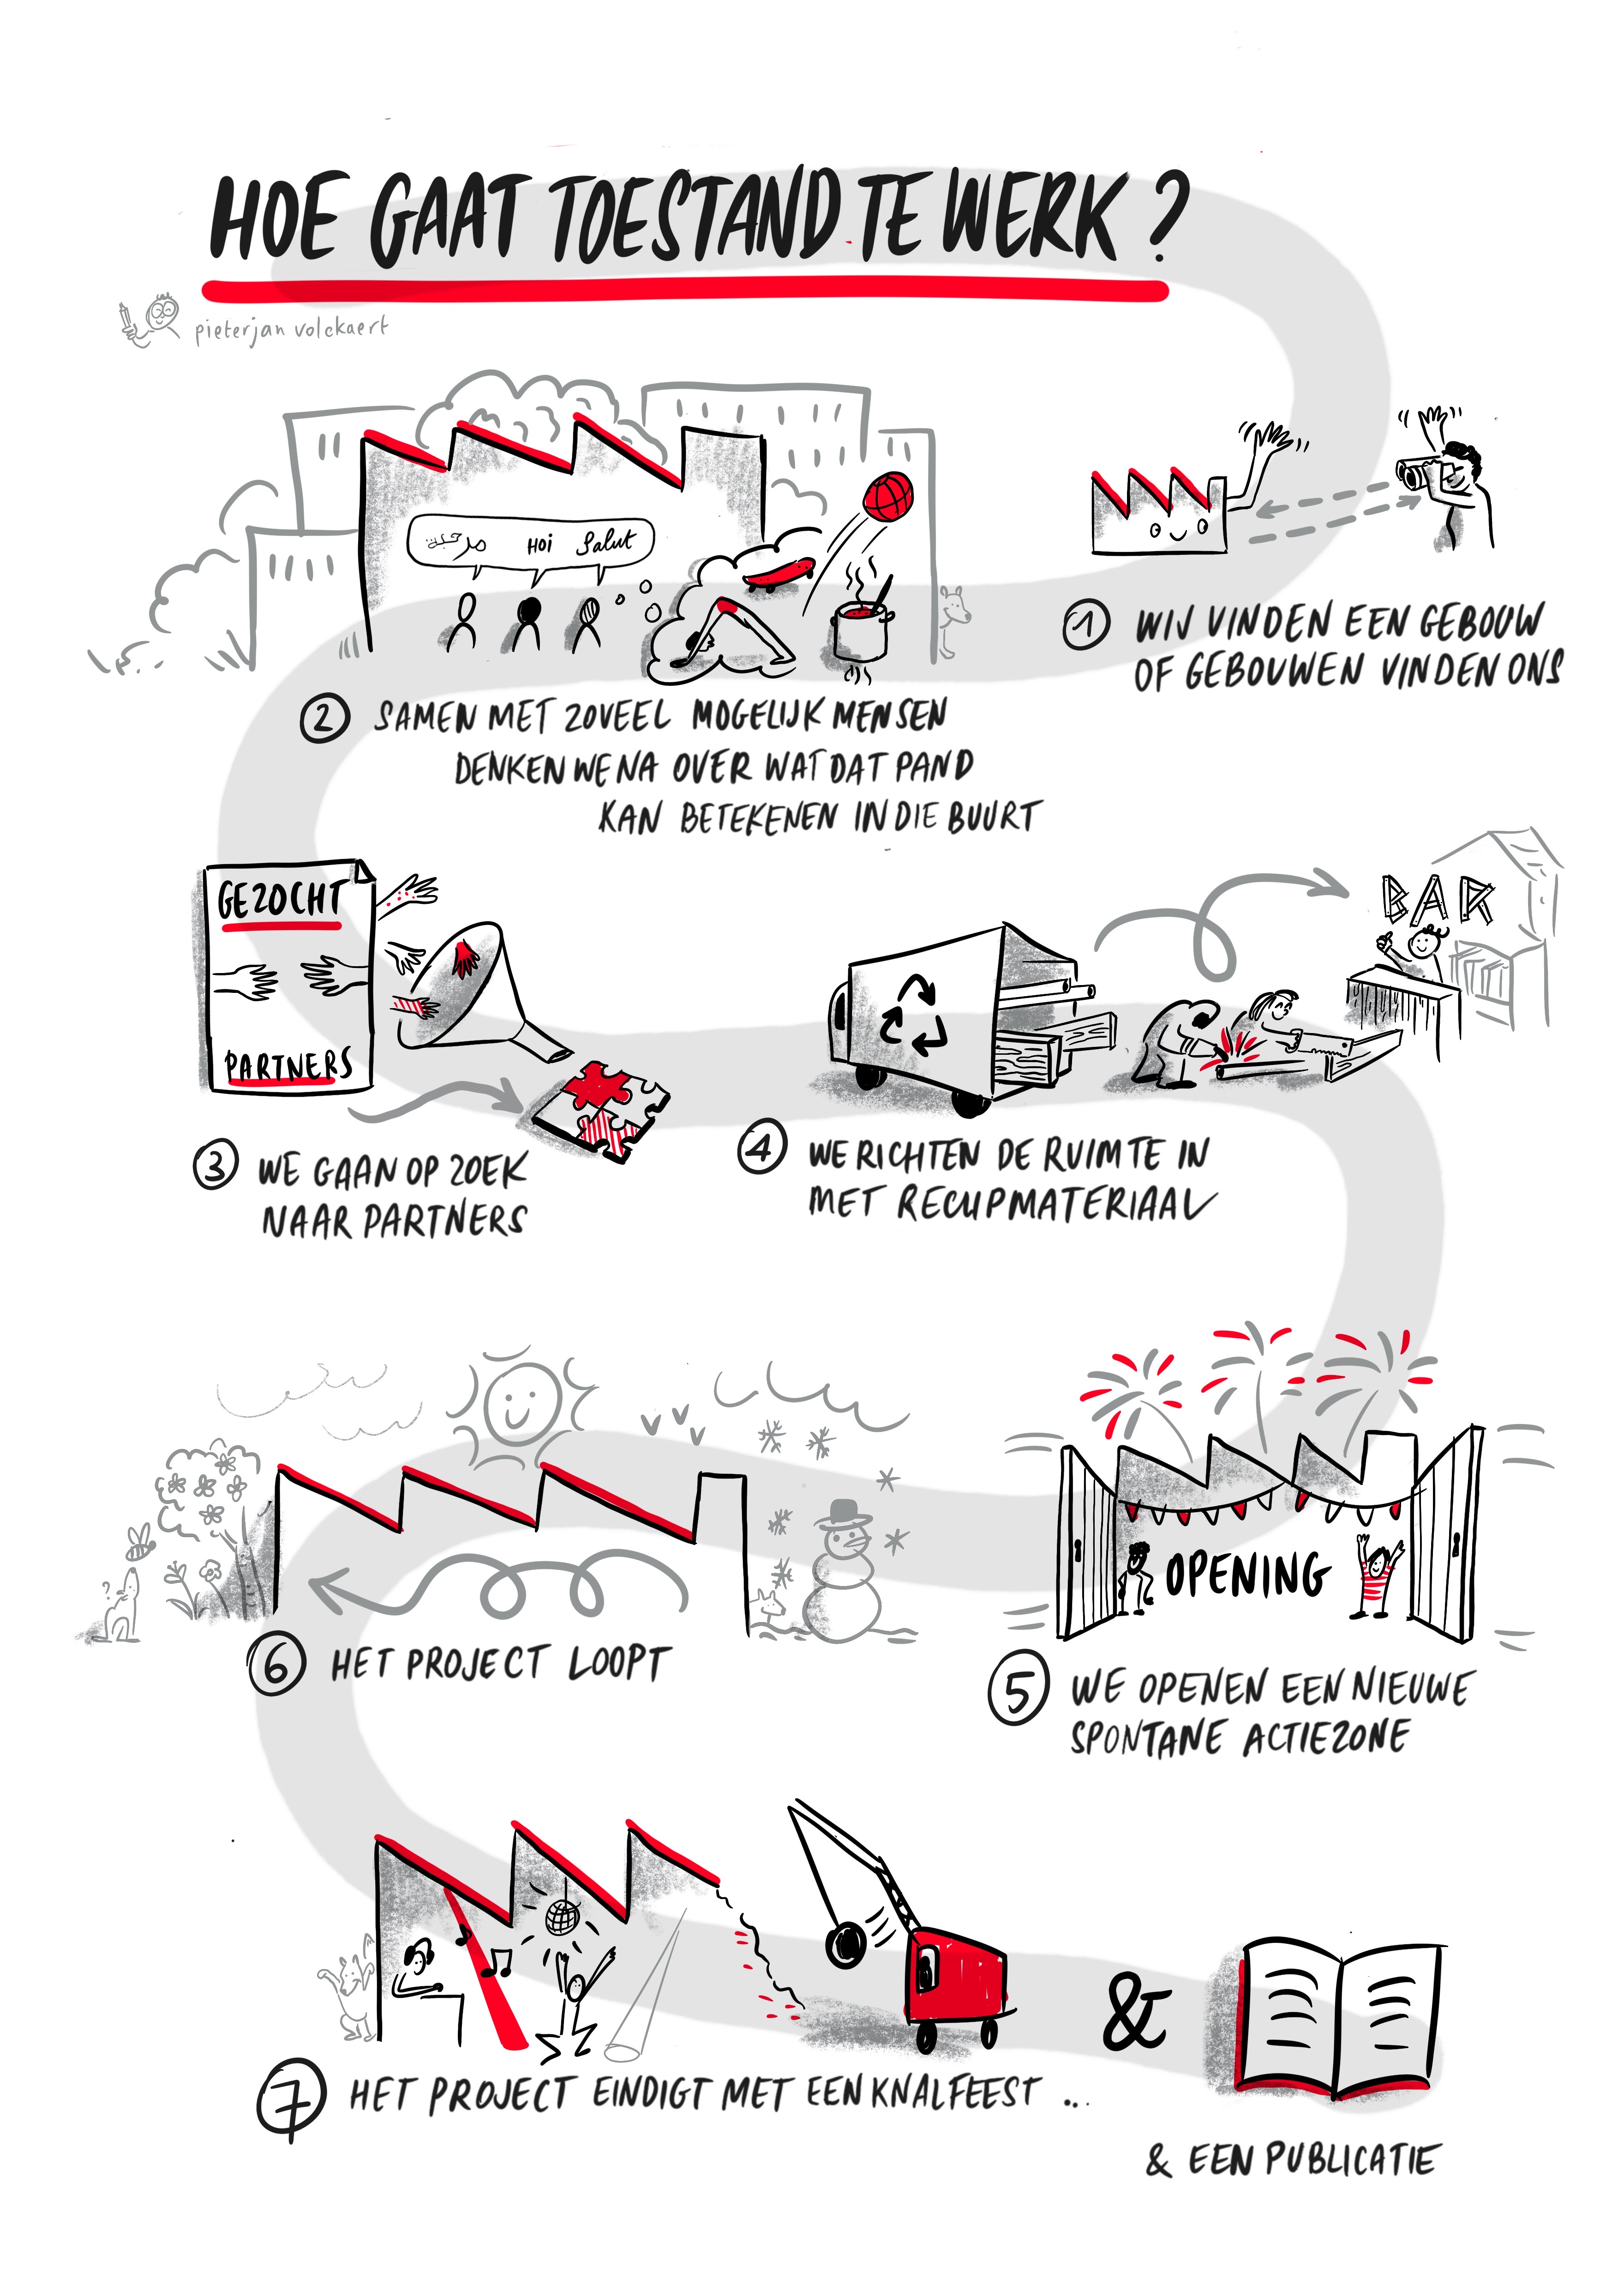 HOE GAAT TOESTAND TE WERK?
pieterjan volckaert
1 WIJ VINDEN EEN GEBOUW
OF GEBOUWEN VINDEN ONS
Hoi Salut
2 SAMEN MET ZOVEEL MOGELIJK MENSEN
DENKEN WE NA OVER WAT DAT PAND
KAN BETEKENEN IN DIE BUURT
GEZOCHT
PARTNERS
3 WE GAAN OP ZOEK
NAAR PARTNERS
BAR
4 WE RICHTEN DE RUIMTE IN
MET RECUPMATERIAAL
OPENING
5 WE OPENEN EEN NIEUWE
SPONTANE ACTIEZONE
?
6 HET PROJECT LOOPT
&
7 HET PROJECT EINDIGT MET EEN KNALFEEST ...
& EEN PUBLICATIE